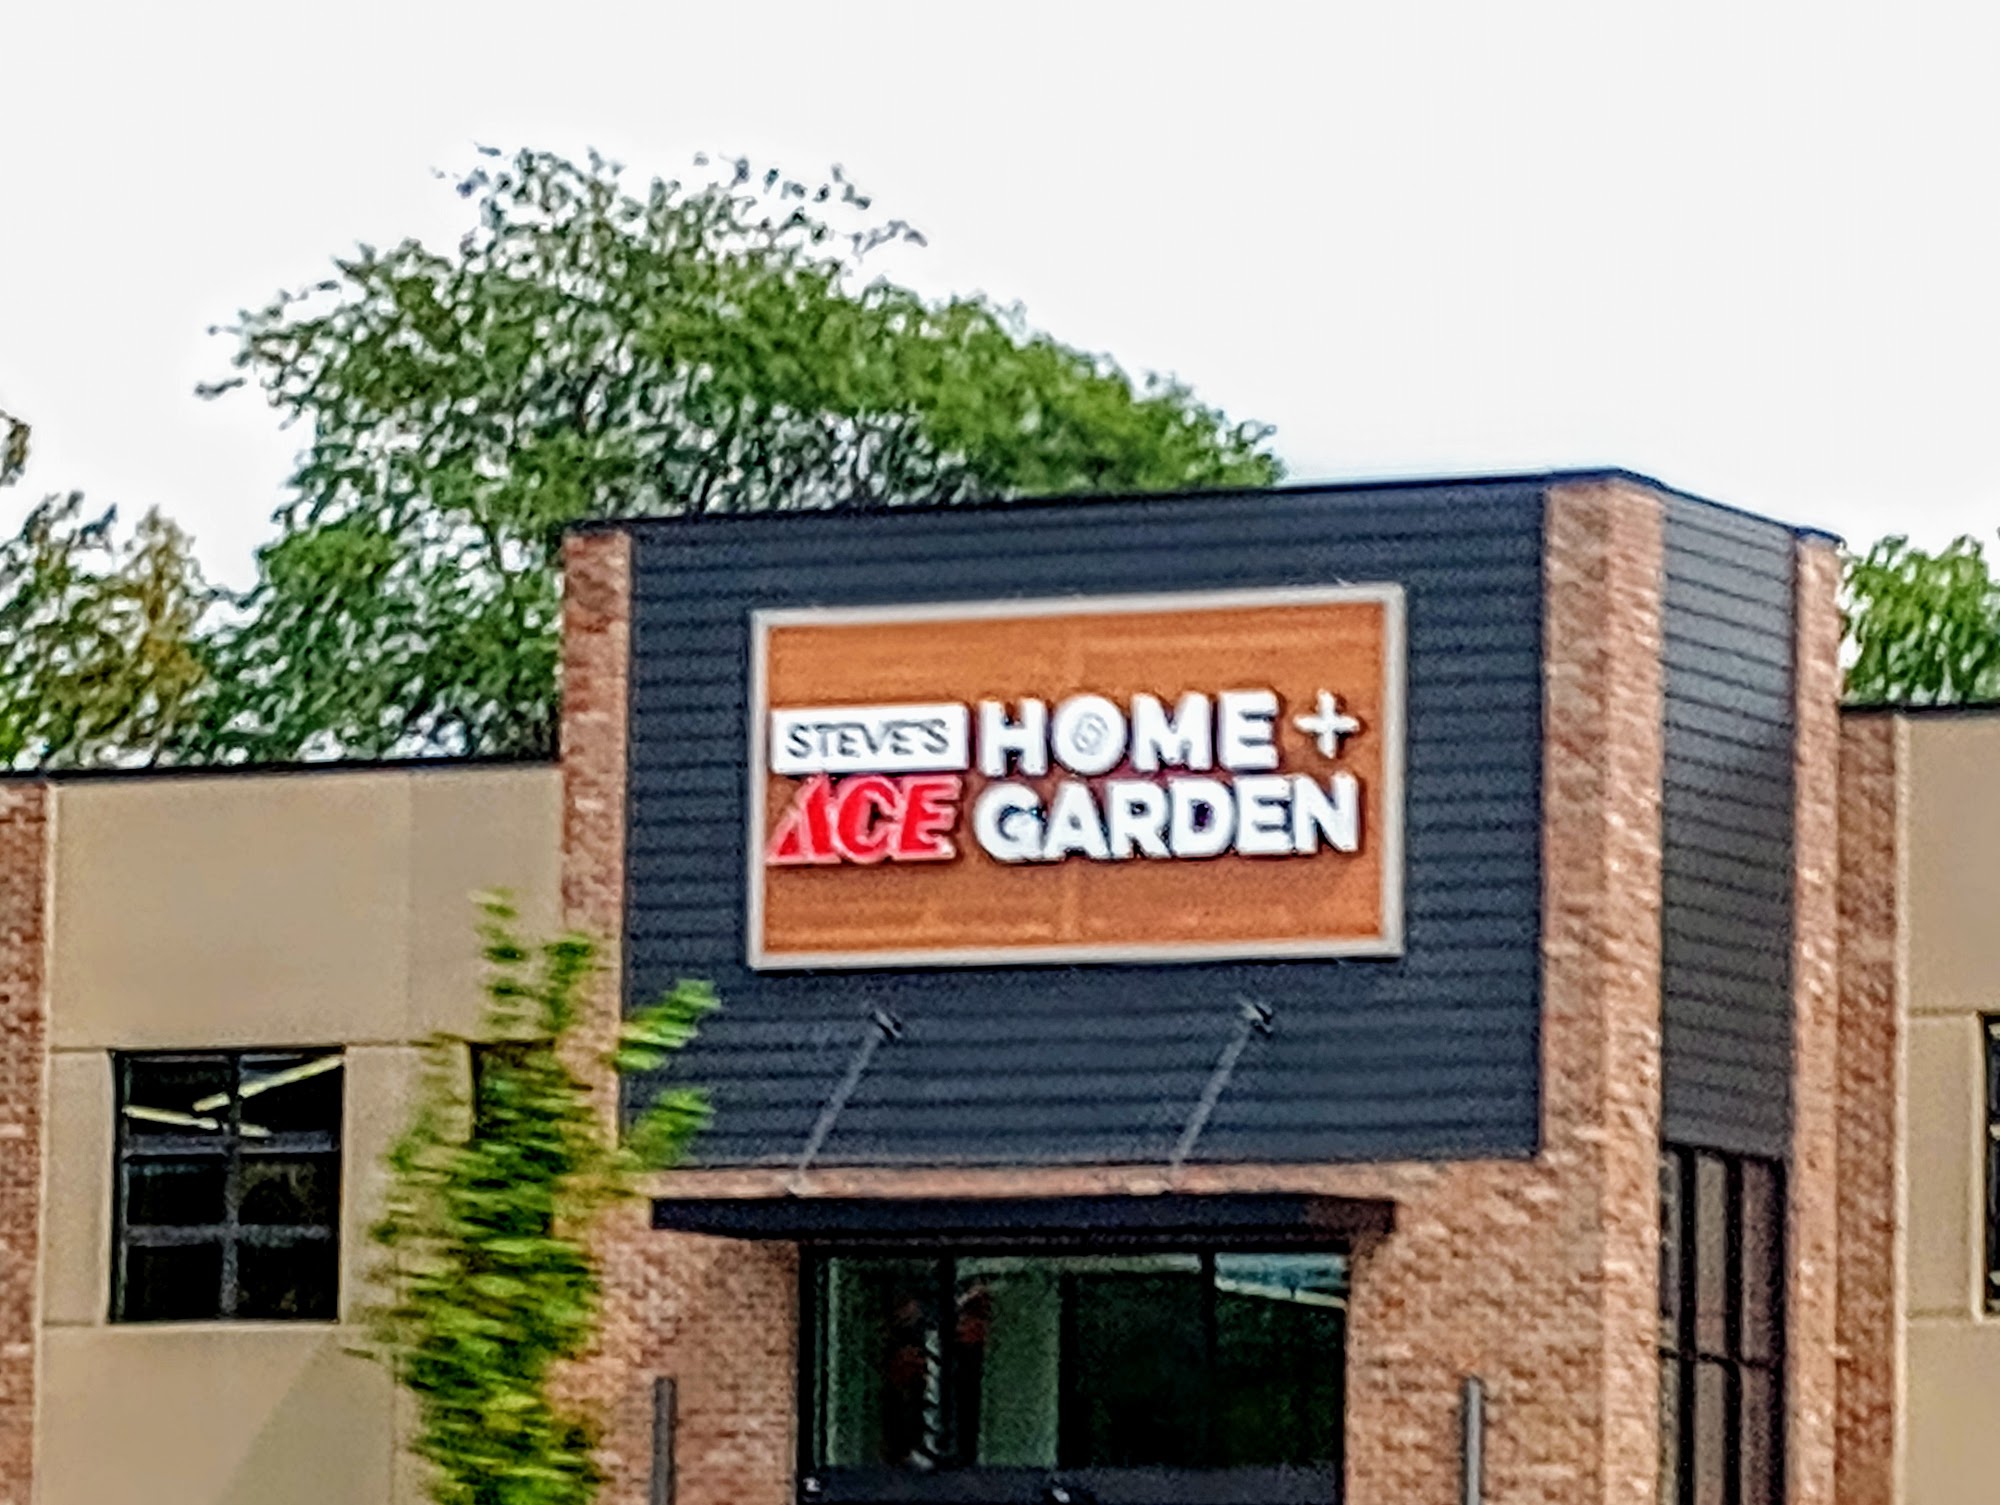 STEVE'S
ACE
HOME +
GARDEN